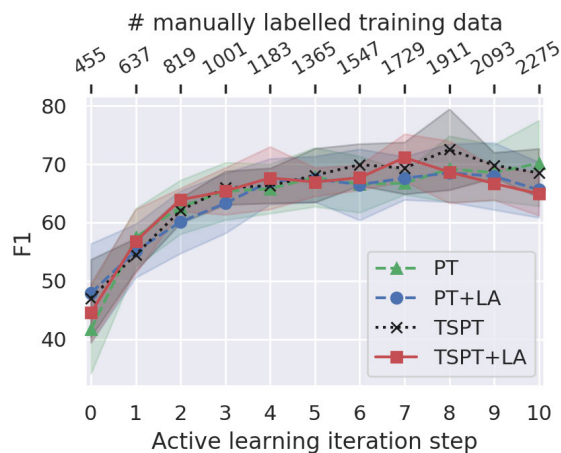 # manually labelled training data
455 637 819 1001 1183 1365 1547 1729 1911 2093 2275
80
70
60
50
40
F1
PT
PT+LA
TSPT
TSPT+LA
0 1 2 3 4 5 6 7 8 9 10
Active learning iteration step